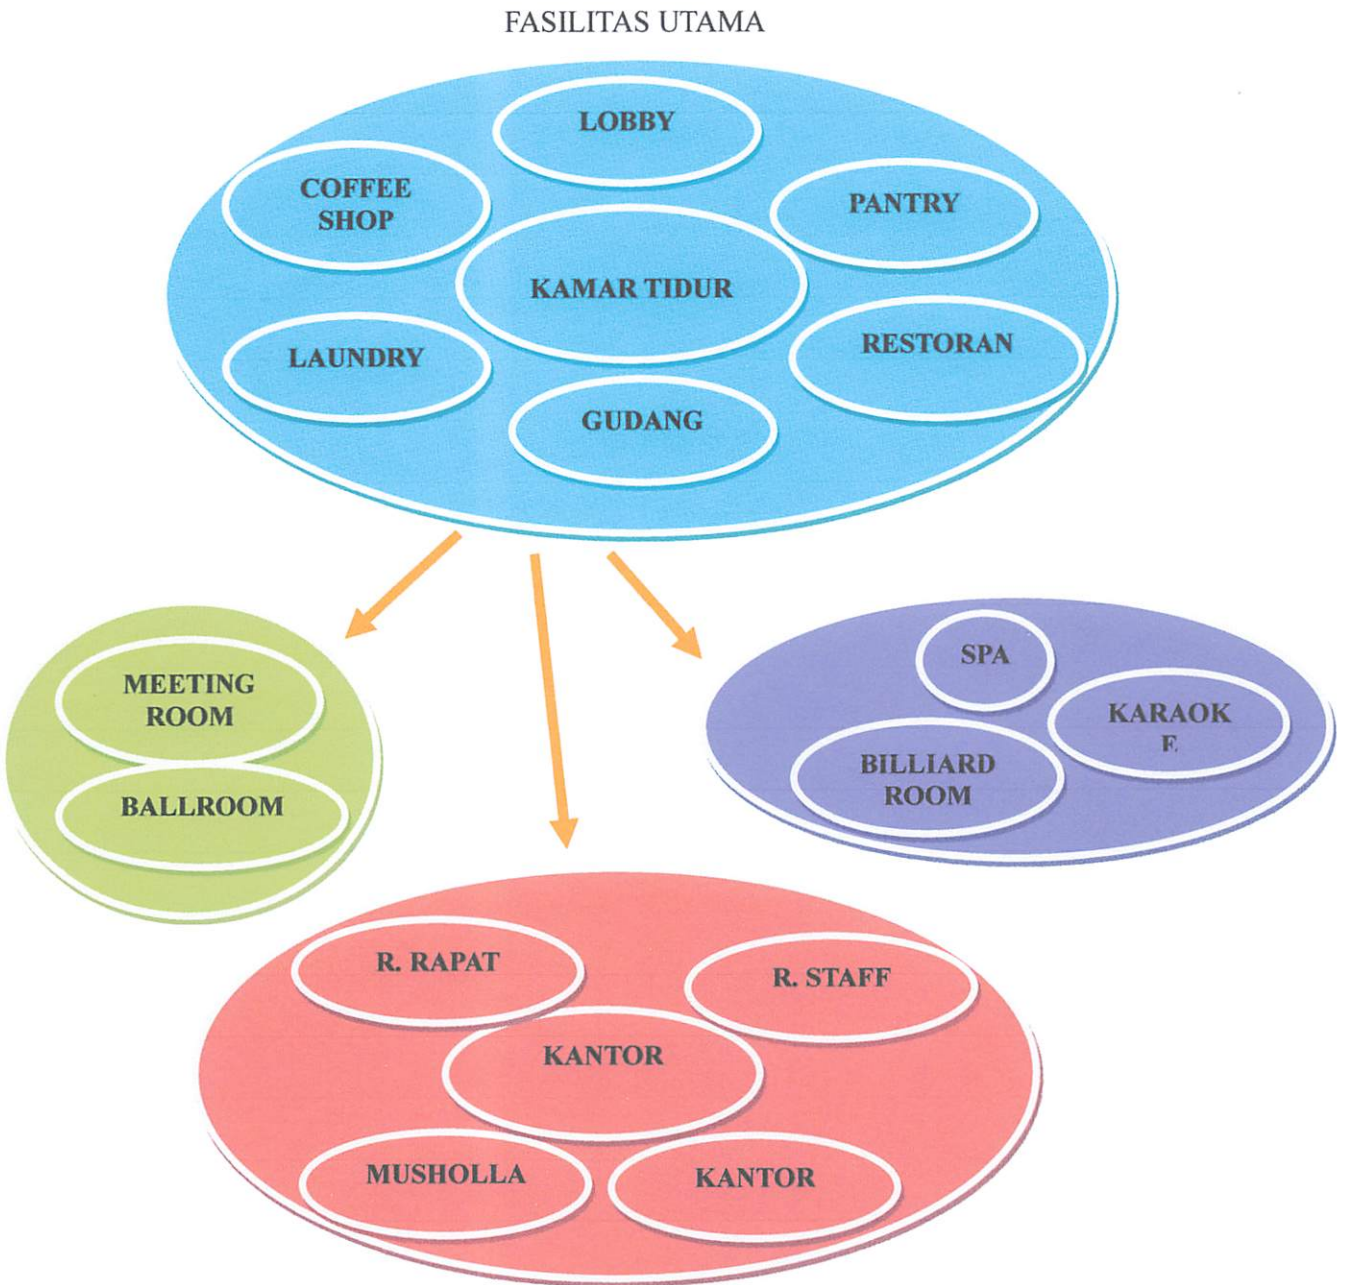 FASILITAS UTAMA
LOBBY
COFFEE
SHOP
PANTRY
KAMAR TIDUR
LAUNDRY
RESTORAN
GUDANG
MEETING
ROOM
BALLROOM
SPA
KARAOK
E
BILLIARD
ROOM
R. RAPAT
R. STAFF
KANTOR
MUSHOLLA
KANTOR